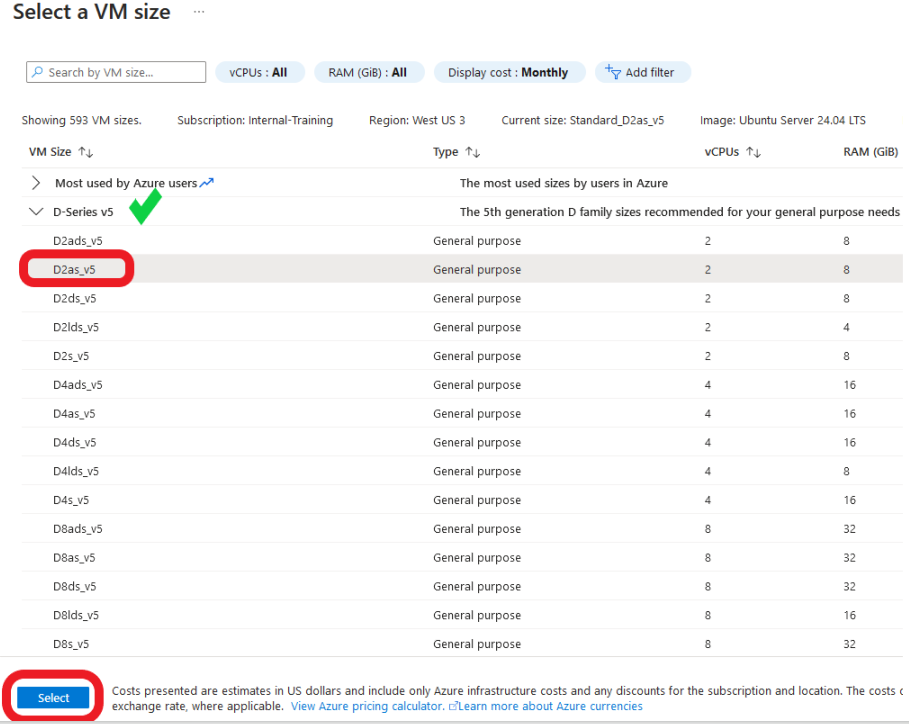 Select a VM size ...
Search by VM size... vCPUs : All RAM (GiB) : All Display cost : Monthly Add filter
Showing 593 VM sizes. Subscription: Internal-Training Region: West US 3 Current size: Standard_D2as_v5 Image: Ubuntu Server 24.04 LTS
VM Size ↑↓ Type ↑↓ vCPUs ↑↓ RAM (GiB)
Most used by Azure users The most used sizes by users in Azure
D-Series v5 The 5th generation D family sizes recommended for your general purpose needs
D2ads_v5 General purpose 2 8
D2as_v5 General purpose 2 8
D2ds_v5 General purpose 2 8
D2lds_v5 General purpose 2 4
D2s_v5 General purpose 2 8
D4ads_v5 General purpose 4 16
D4as_v5 General purpose 4 16
D4ds_v5 General purpose 4 16
D4lds_v5 General purpose 4 8
D4s_v5 General purpose 4 16
D8ads_v5 General purpose 8 32
D8as_v5 General purpose 8 32
D8ds_v5 General purpose 8 32
D8lds_v5 General purpose 8 16
D8s_v5 General purpose 8 32
Select
Costs presented are estimates in US dollars and include only Azure infrastructure costs and any discounts for the subscription and location. The costs
exchange rate, where applicable. View Azure pricing calculator. Learn more about Azure currencies